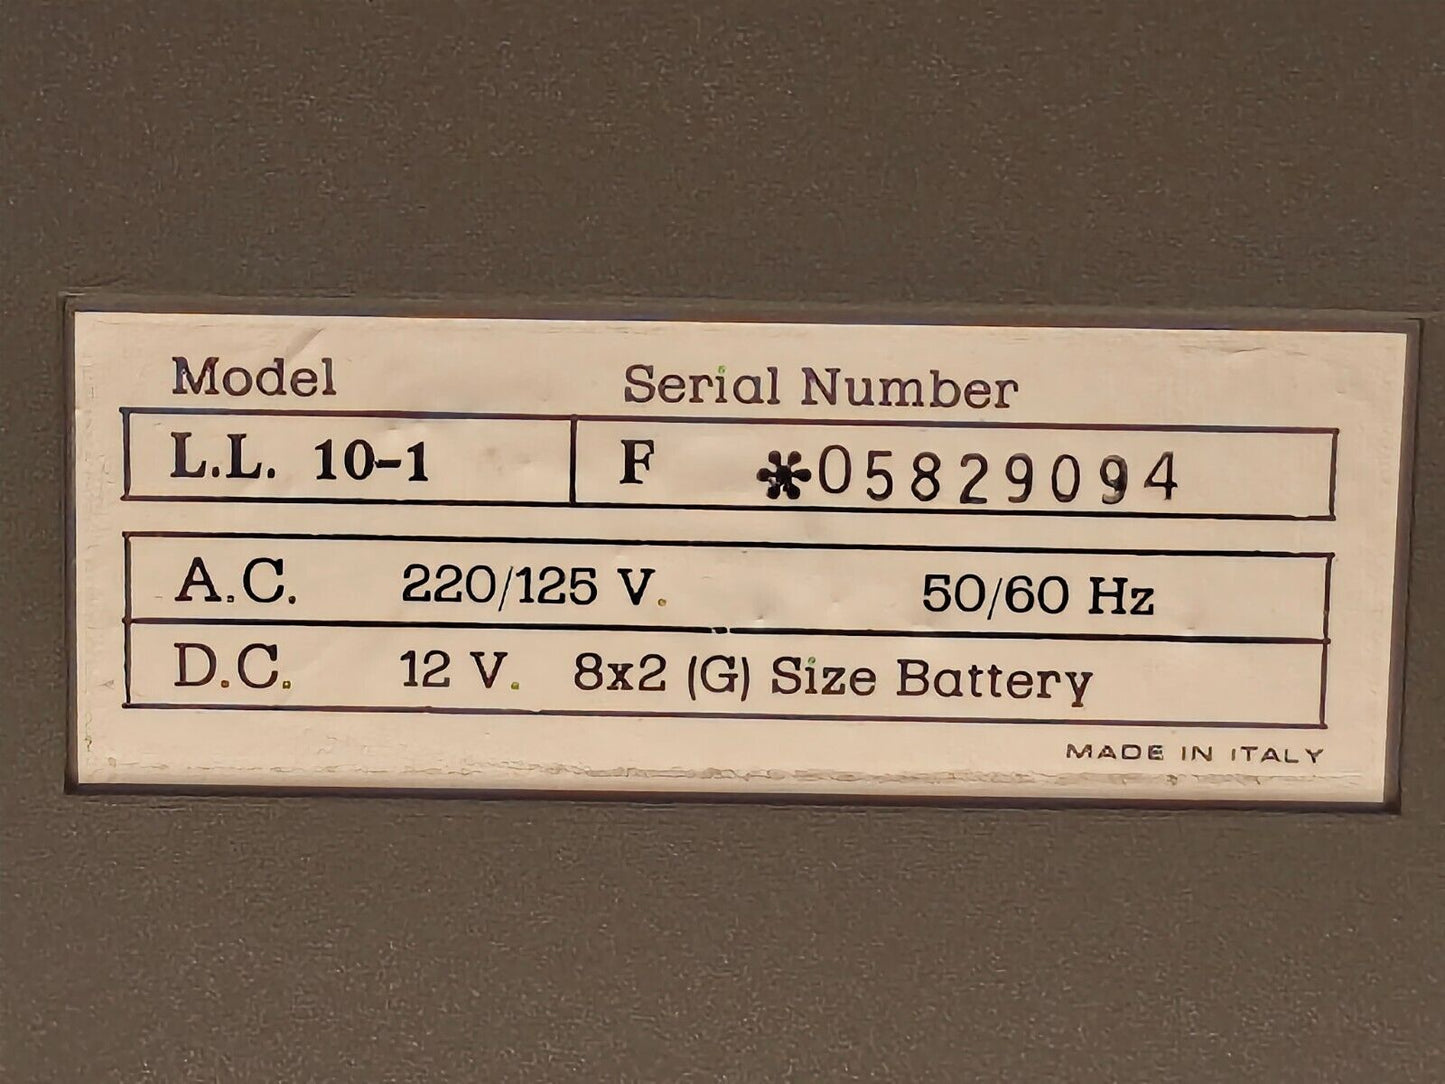 Model Serial Number
L.L. 10-1 F *05829094
A.C. 220/125 V. 50/60 Hz
D.C. 12 V. 8x2 (G) Size Battery
MADE IN ITALY